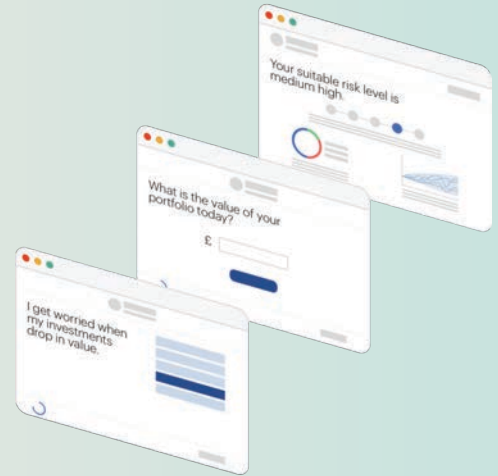 Your suitable risk level is
medium high.
What is the value of your
portfolio today?
£
I get worried when
my investments
drop in value.